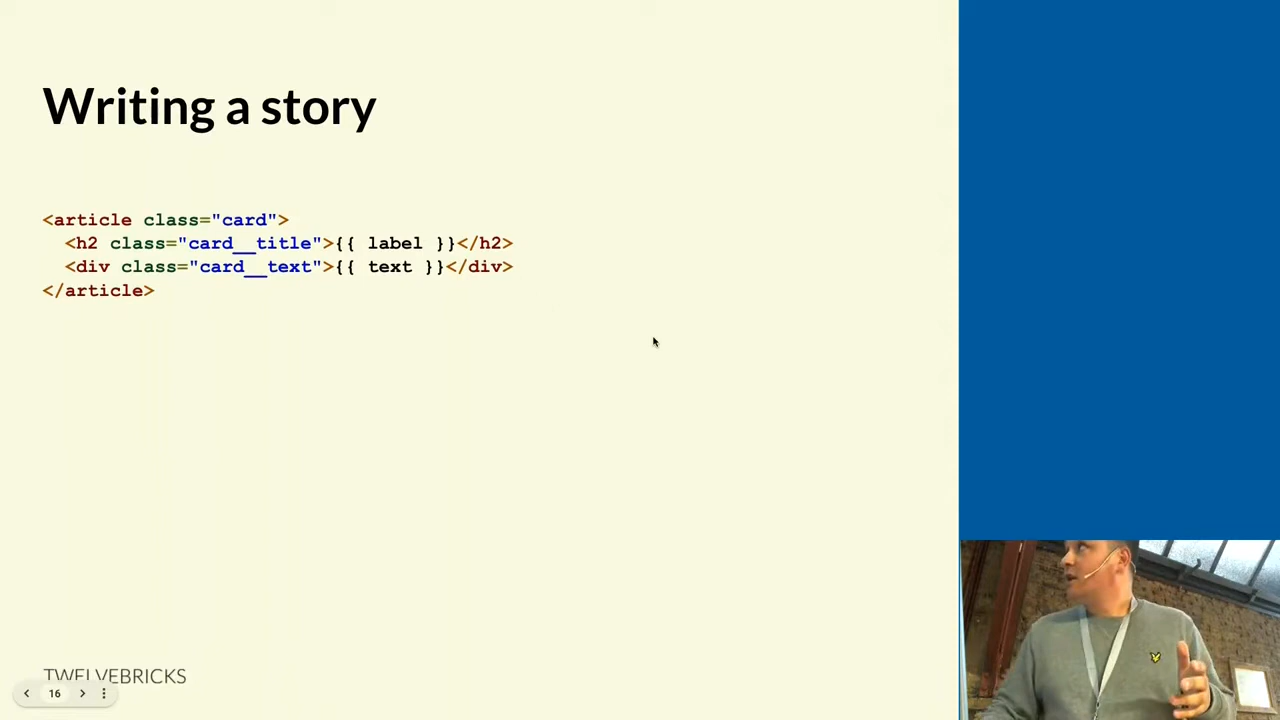 Writing a story
<article class="card">
  <h2 class="card__title">{{ label }}</h2>
  <div class="card__text">{{ text }}</div>
</article>
TWELVEBRICKS
16